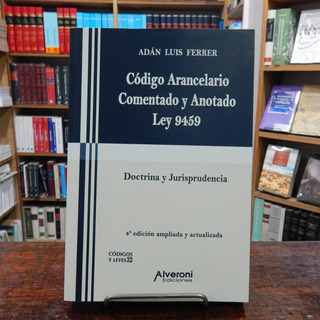 ADÁN LUIS FERRER
Código Arancelario
Comentado y Anotado
Ley 9459
Doctrina y Jurisprudencia
4ª edición ampliada y actualizada
CÓDIGOS
Y LEYES 32
Alveroni
Ediciones